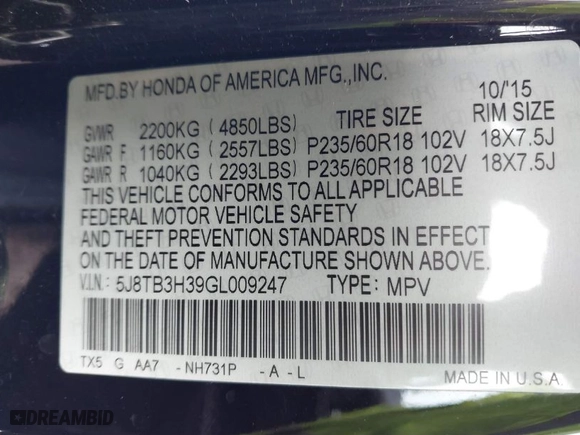 MFD.BY HONDA OF AMERICA MFG.,INC. 10/'15
GVWR 2200KG (4850LBS) TIRE SIZE RIM SIZE
GAWR F 1160KG (2557LBS) P235/60R18 102V 18X7.5J
GAWR R 1040KG (2293LBS) P235/60R18 102V 18X7.5J
THIS VEHICLE CONFORMS TO ALL APPLICABLE
FEDERAL MOTOR VEHICLE SAFETY
AND THEFT PREVENTION STANDARDS IN EFFECT
ON THE DATE OF MANUFACTURE SHOWN ABOVE.
V.I.N.: 5J8TB3H39GL009247 TYPE: MPV
TX5 G AA7 - NH731P - A - L
MADE IN U.S.A.
DREAMBID